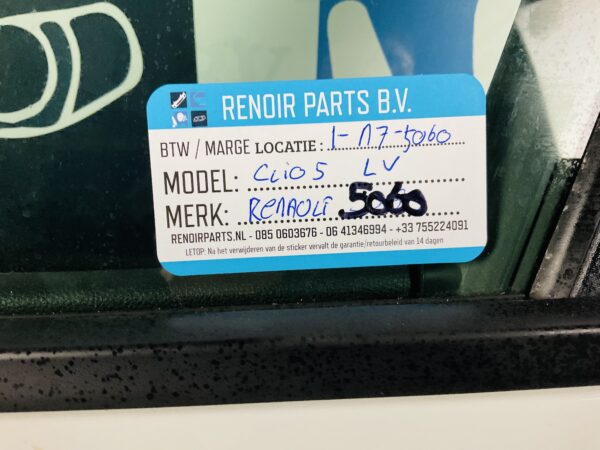 RENOIR PARTS B.V.
BTW / MARGE LOCATIE : 1-A7-5060
MODEL: CLIO 5 LV
MERK: RENAULT 5060
RENOIRPARTS.NL - 085 0603676 - 06 41346994 - +33 755224091
LETOP: Na het verwijderen van de sticker vervalt de garantie/retourbeleid van 14 dagen